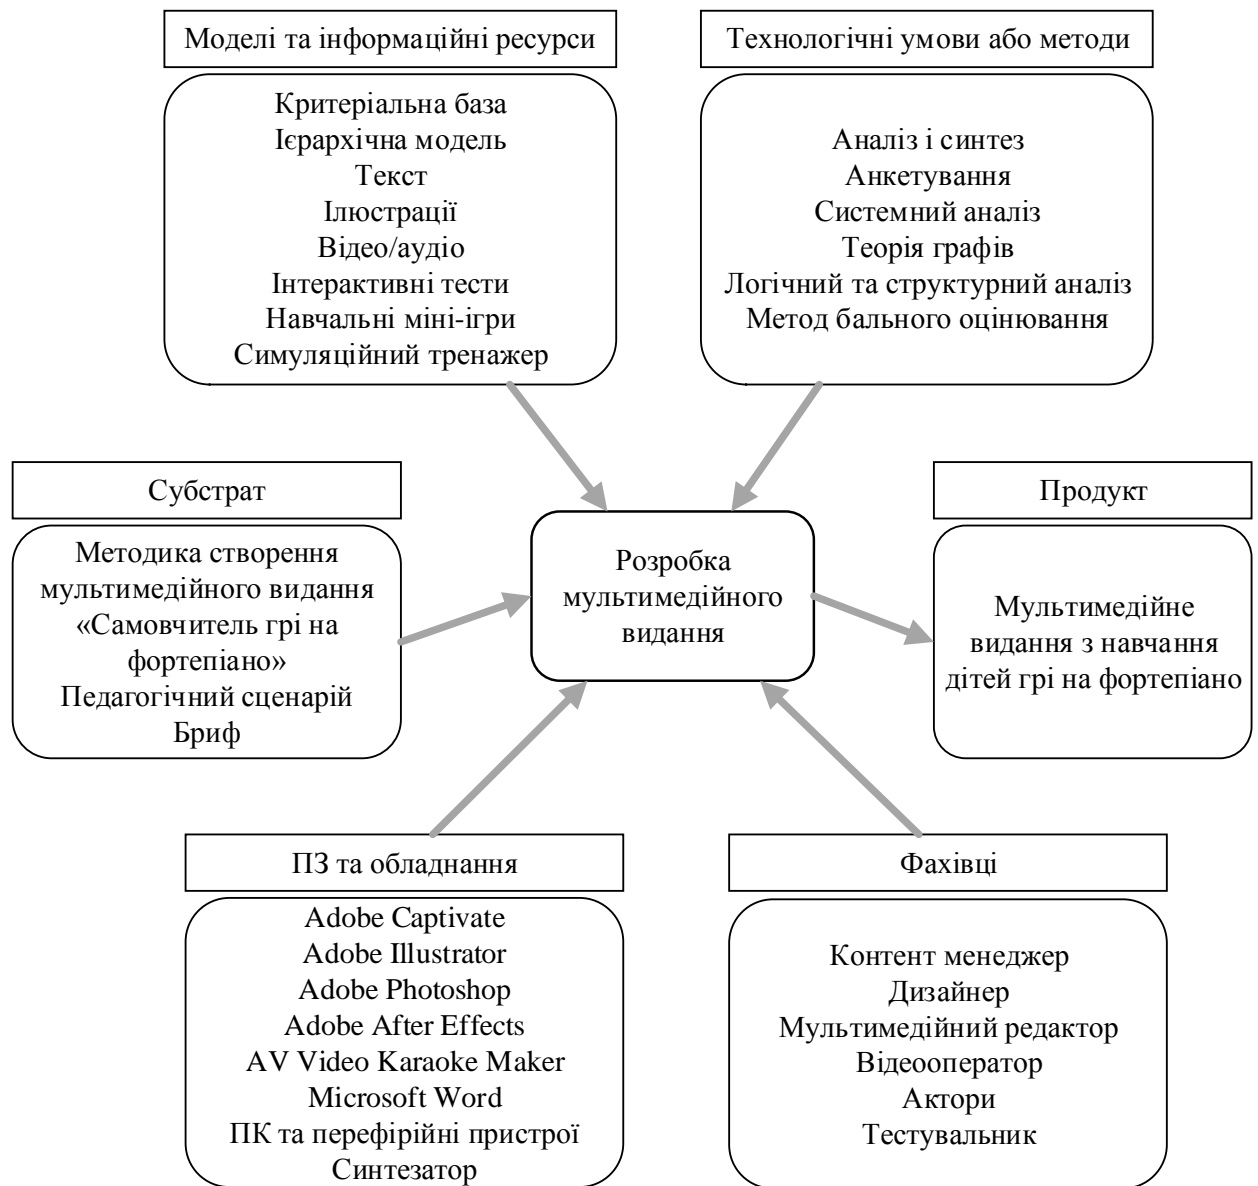 Моделі та інформаційні ресурси
Критеріальна база
Ієрархічна модель
Текст
Ілюстрації
Відео/аудіо
Інтерактивні тести
Навчальні міні-ігри
Симуляційний тренажер
Технологічні умови або методи
Аналіз і синтез
Анкетування
Системний аналіз
Теорія графів
Логічний та структурний аналіз
Метод бального оцінювання
Субстрат
Методика створення
мультимедійного видання
«Самовчитель грі на
фортепіано»
Педагогічний сценарій
Бриф
Розробка
мультимедійного
видання
Продукт
Мультимедійне
видання з навчання
дітей грі на фортепіано
ПЗ та обладнання
Adobe Captivate
Adobe Illustrator
Adobe Photoshop
Adobe After Effects
AV Video Karaoke Maker
Microsoft Word
ПК та перефірійні пристрої
Синтезатор
Фахівці
Контент менеджер
Дизайнер
Мультимедійний редактор
Відеооператор
Актори
Тестувальник